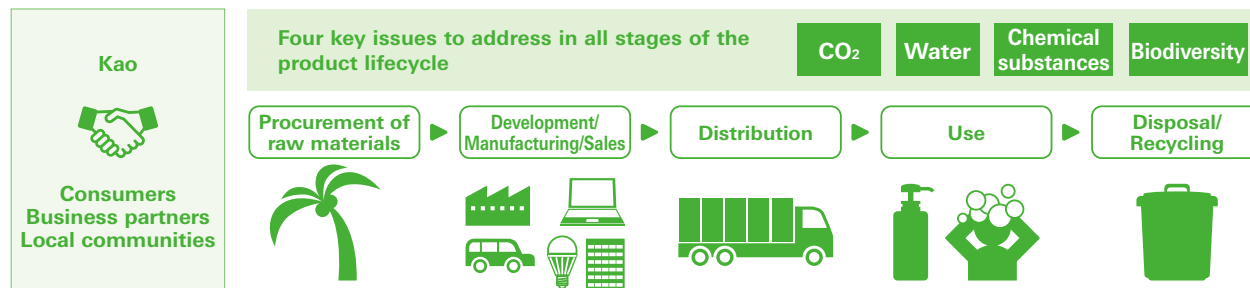 Kao
Consumers
Business partners
Local communities
Four key issues to address in all stages of the
product lifecycle
CO₂
Water
Chemical
substances
Biodiversity
Procurement of
raw materials
Development/
Manufacturing/Sales
Distribution
Use
Disposal/
Recycling